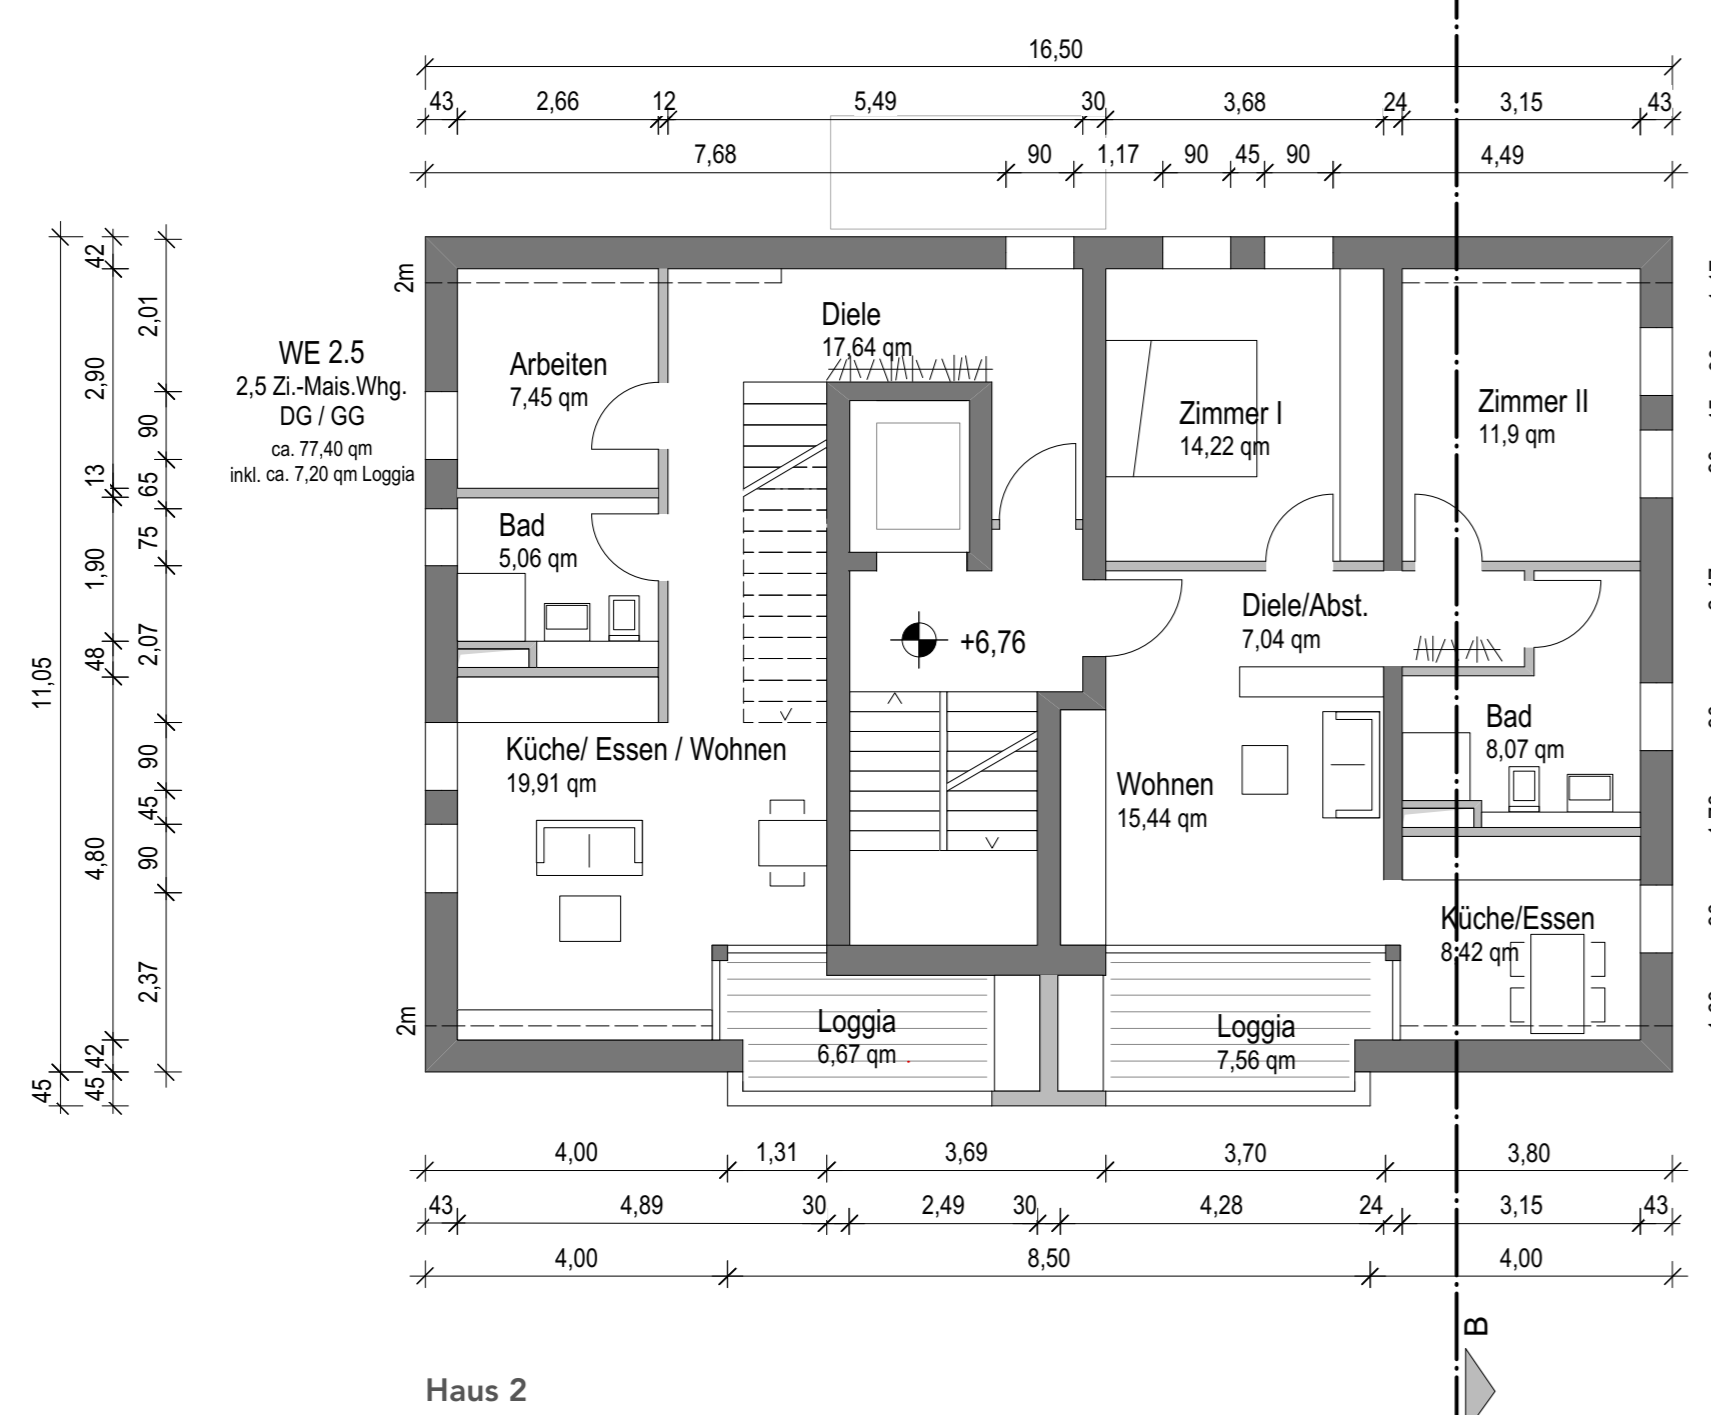 16,50
43 2,66 12 5,49 30 3,68 24 3,15 43
7,68 90 1,17 90 45 90 4,49
42
2,01
2m
WE 2.5
2,5 Zi.-Mais.Whg.
DG / GG
ca. 77,40 qm
inkl. ca. 7,20 qm Loggia
2,90
90
13
65
75
1,90
2,07
48
11,05
90
45
4,80
90
2,37
2m
42
45
45
Diele
17,64 qm
Arbeiten
7,45 qm
Zimmer I
14,22 qm
Zimmer II
11,9 qm
Bad
5,06 qm
Diele/Abst.
7,04 qm
+6,76
Küche/ Essen / Wohnen
19,91 qm
Wohnen
15,44 qm
Bad
8,07 qm
Küche/Essen
8,42 qm
Loggia
6,67 qm
Loggia
7,56 qm
4,00 1,31 3,69 3,70 3,80
43 4,89 30 2,49 30 4,28 24 3,15 43
4,00 8,50 4,00
B
Haus 2